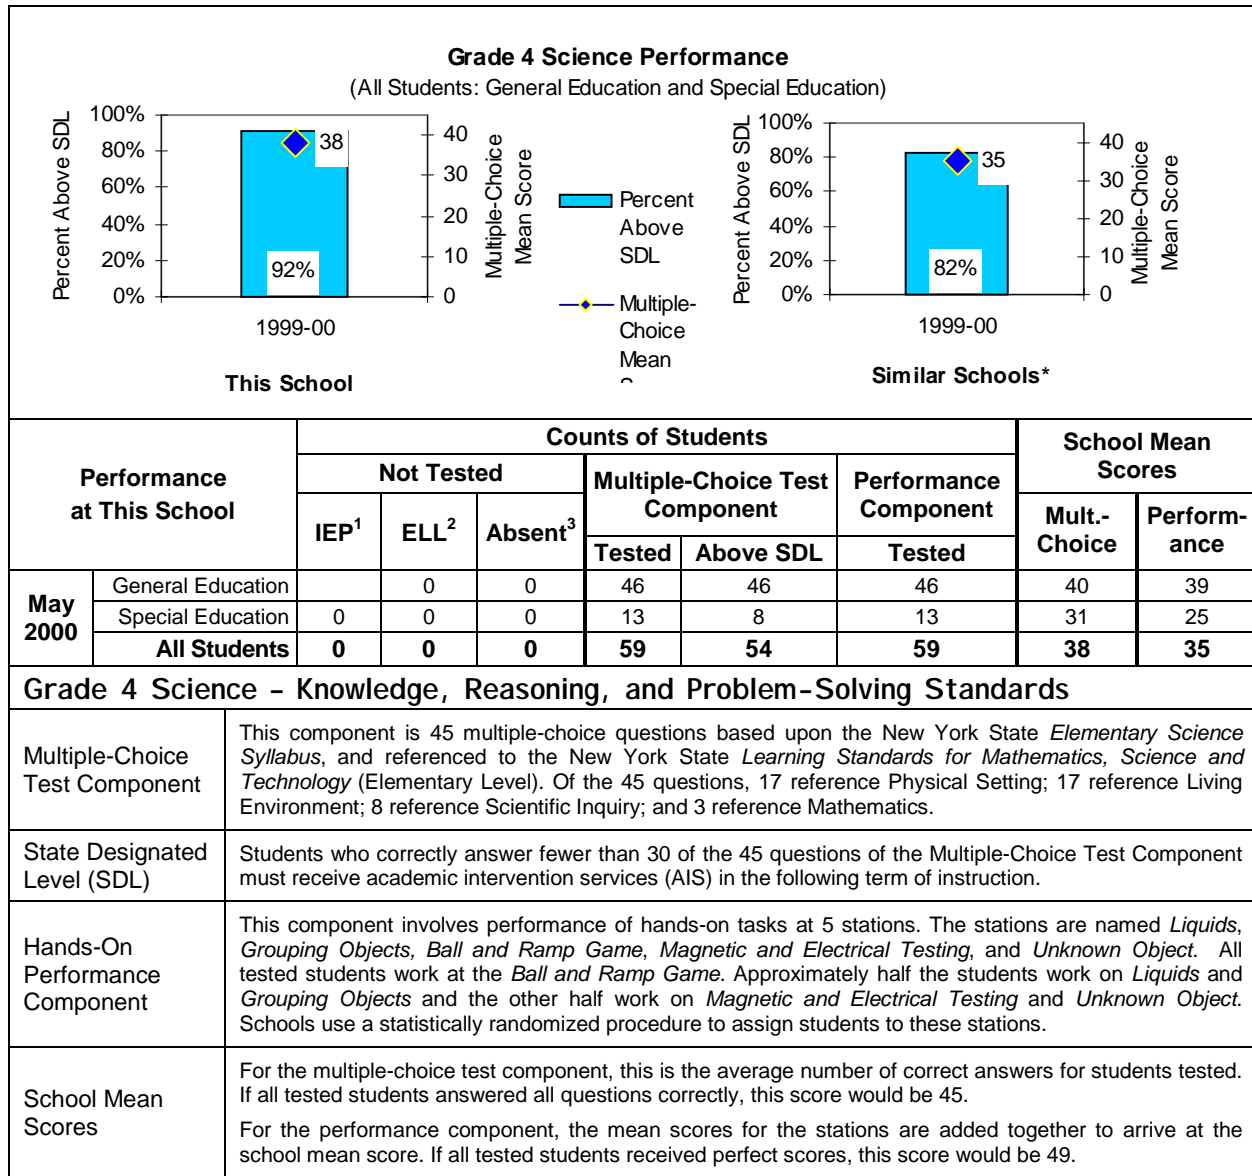 Grade 4 Science Performance
(All Students: General Education and Special Education)
Percent Above SDL
100%
80%
60%
40%
20%
0%
38
92%
40
30
20
10
0
Multiple-Choice
Mean Score
1999-00
This School
Percent
Above
SDL
Multiple-
Choice
Mean
Percent Above SDL
100%
80%
60%
40%
20%
0%
35
82%
40
30
20
10
0
Multiple-Choice
Mean Score
1999-00
Similar Schools*
Performance
at This School
Counts of Students
School Mean
Scores
Not Tested
Multiple-Choice Test
Component
Performance
Component
IEP1
ELL2
Absent3
Tested
Above SDL
Tested
Mult.-
Choice
Perform-
ance
May
2000
General Education 0 0 46 46 46 40 39
Special Education 0 0 0 13 8 13 31 25
All Students 0 0 0 59 54 59 38 35
Grade 4 Science – Knowledge, Reasoning, and Problem-Solving Standards
Multiple-Choice
Test Component
This component is 45 multiple-choice questions based upon the New York State Elementary Science
Syllabus, and referenced to the New York State Learning Standards for Mathematics, Science and
Technology (Elementary Level). Of the 45 questions, 17 reference Physical Setting; 17 reference Living
Environment; 8 reference Scientific Inquiry; and 3 reference Mathematics.
State Designated
Level (SDL)
Students who correctly answer fewer than 30 of the 45 questions of the Multiple-Choice Test Component
must receive academic intervention services (AIS) in the following term of instruction.
Hands-On
Performance
Component
This component involves performance of hands-on tasks at 5 stations. The stations are named Liquids,
Grouping Objects, Ball and Ramp Game, Magnetic and Electrical Testing, and Unknown Object. All
tested students work at the Ball and Ramp Game. Approximately half the students work on Liquids and
Grouping Objects and the other half work on Magnetic and Electrical Testing and Unknown Object.
Schools use a statistically randomized procedure to assign students to these stations.
School Mean
Scores
For the multiple-choice test component, this is the average number of correct answers for students tested.
If all tested students answered all questions correctly, this score would be 45.
For the performance component, the mean scores for the stations are added together to arrive at the
school mean score. If all tested students received perfect scores, this score would be 49.